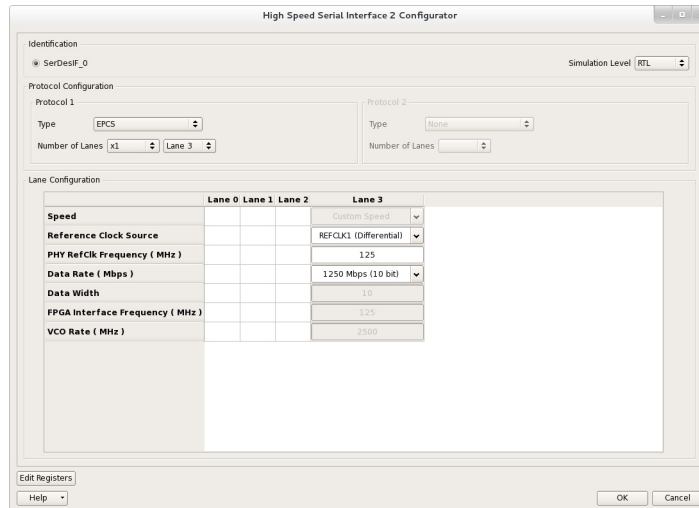 High Speed Serial Interface 2 Configurator
Identification
SerDesIF_0
Simulation Level RTL
Protocol Configuration
Protocol 1
Type EPCS
Number of Lanes x1 Lane 3
Protocol 2
Type None
Number of Lanes
Lane Configuration
Lane 0 Lane 1 Lane 2 Lane 3
Speed Custom Speed
Reference Clock Source REFCLK1 (Differential)
PHY RefClk Frequency ( MHz ) 125
Data Rate ( Mbps ) 1250 Mbps (10 bit)
Data Width 10
FPGA Interface Frequency ( MHz ) 125
VCO Rate ( MHz ) 2500
Edit Registers
Help OK Cancel